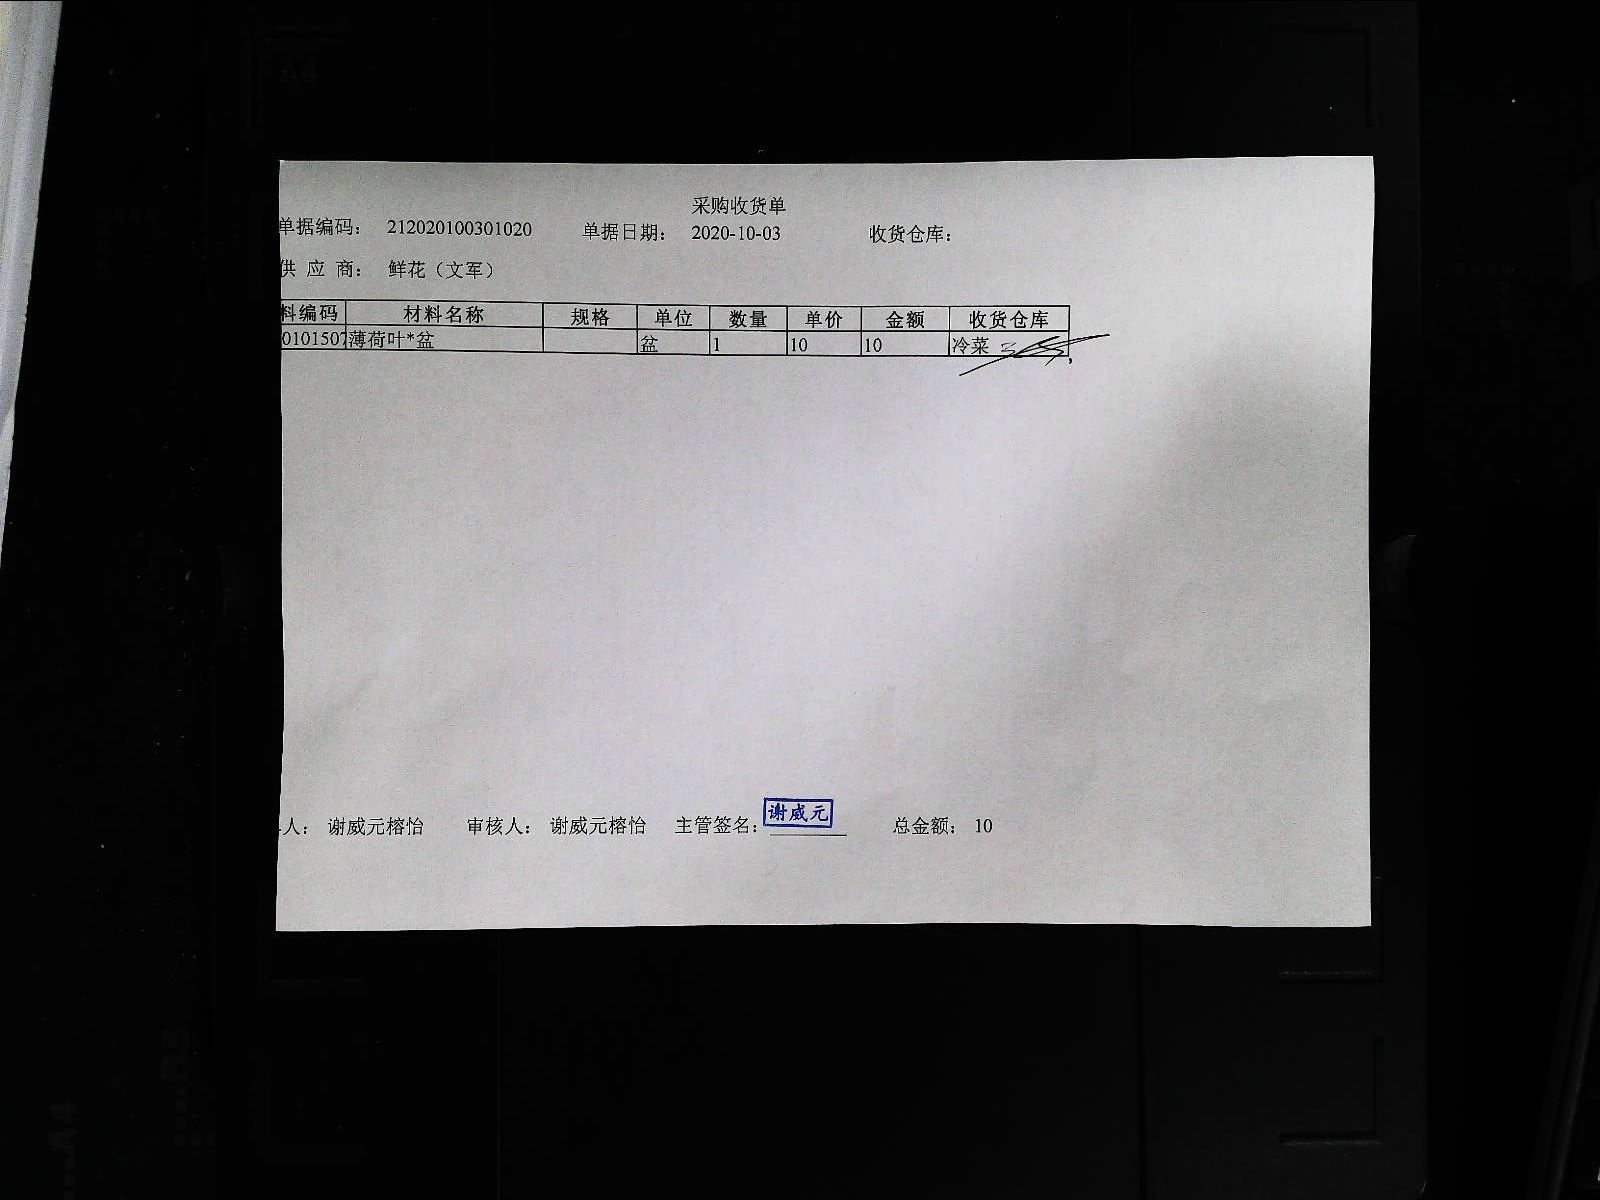 采购收货单
单据编码： 212020100301020 单据日期： 2020-10-03 收货仓库：
供 应 商： 鲜花（文军）
料编码 材料名称 规格 单位 数量 单价 金额 收货仓库
0101507 薄荷叶*盆 盆 1 10 10 冷菜
人： 谢威元榕怡 审核人： 谢威元榕怡 主管签名： 谢威元 总金额： 10